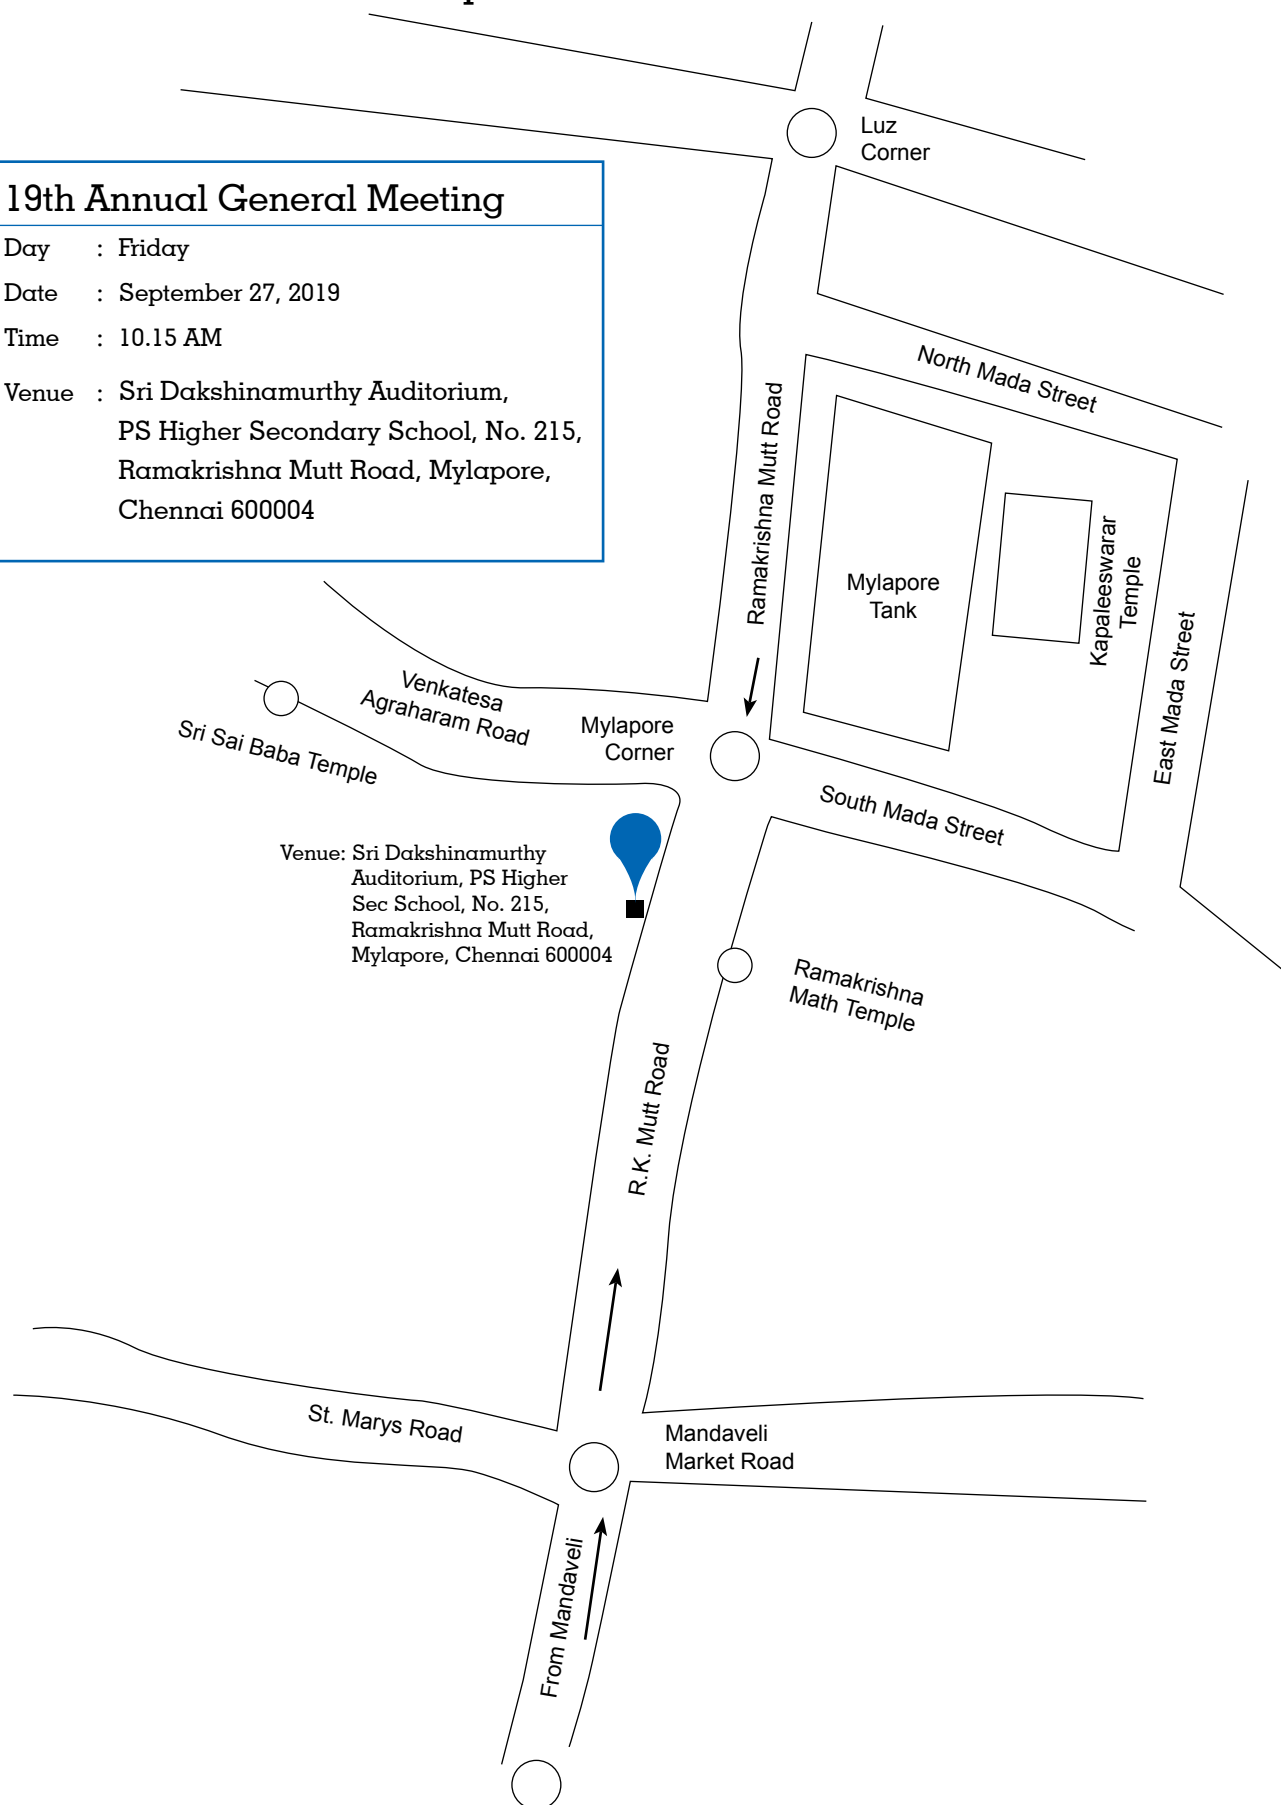 Luz
Corner
19th Annual General Meeting
Day : Friday
Date : September 27, 2019
Time : 10.15 AM
Venue : Sri Dakshinamurthy Auditorium,
PS Higher Secondary School, No. 215,
Ramakrishna Mutt Road, Mylapore,
Chennai 600004
North Mada Street
Ramakrishna Mutt Road
Mylapore
Tank
Kapaleeswarar
Temple
East Mada Street
Venkatesa
Agraharam Road
Sri Sai Baba Temple
Mylapore
Corner
South Mada Street
Venue: Sri Dakshinamurthy
Auditorium, PS Higher
Sec School, No. 215,
Ramakrishna Mutt Road,
Mylapore, Chennai 600004
Ramakrishna
Math Temple
R.K. Mutt Road
St. Marys Road
Mandaveli
Market Road
From Mandaveli